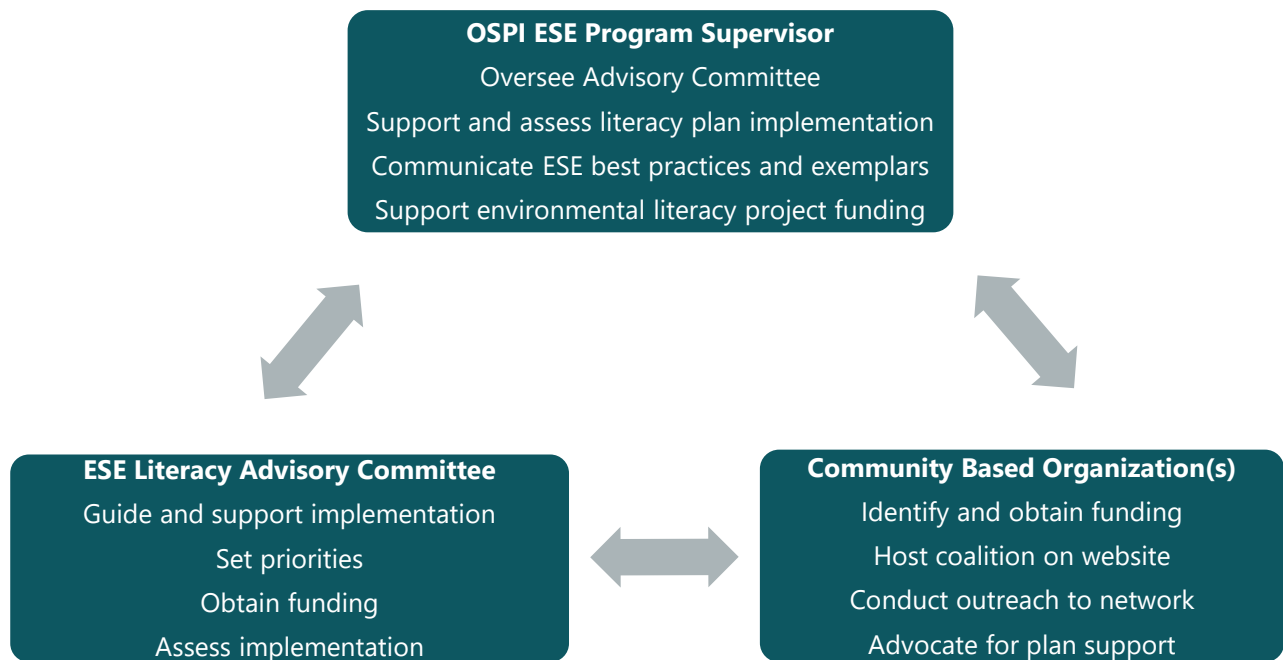 OSPI ESE Program Supervisor
Oversee Advisory Committee
Support and assess literacy plan implementation
Communicate ESE best practices and exemplars
Support environmental literacy project funding
ESE Literacy Advisory Committee
Guide and support implementation
Set priorities
Obtain funding
Assess implementation
Community Based Organization(s)
Identify and obtain funding
Host coalition on website
Conduct outreach to network
Advocate for plan support